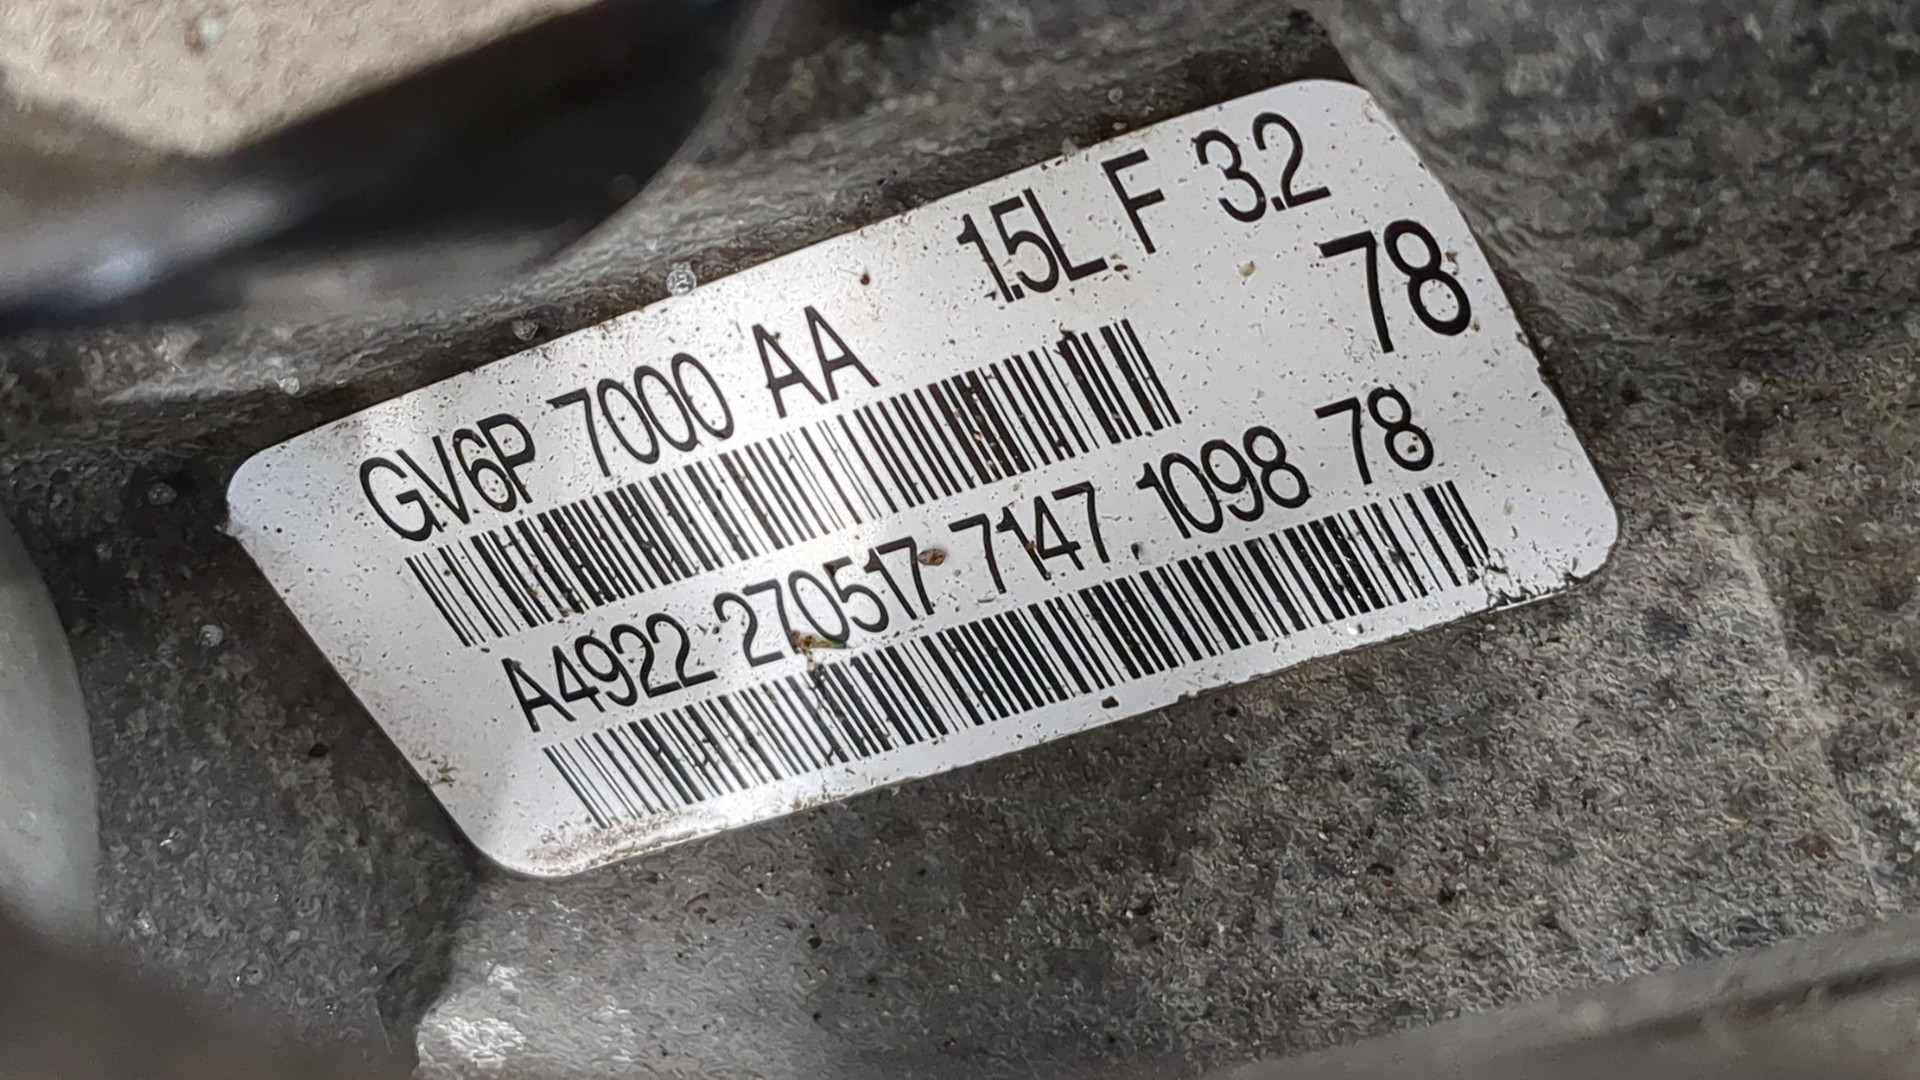 1.5L F 3.2
GV6P 7000 AA 78
A4922 270517 7147 1098 78